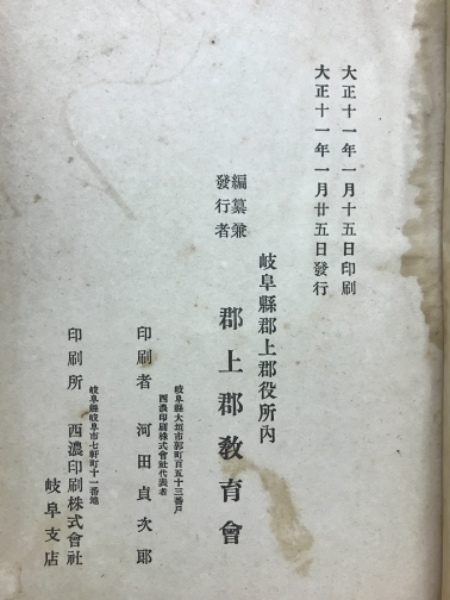 大正十一年一月十五日印刷
大正十一年一月廿五日發行
岐阜縣郡上郡役所內
編纂兼
發行者
郡上郡敎育會
岐阜縣大垣市郭町百五十三番戶
西濃印刷株式會社代表者
印刷者 河田貞次郞
岐阜縣岐阜市七軒町十一番地
印刷所 西濃印刷株式會社
岐阜支店